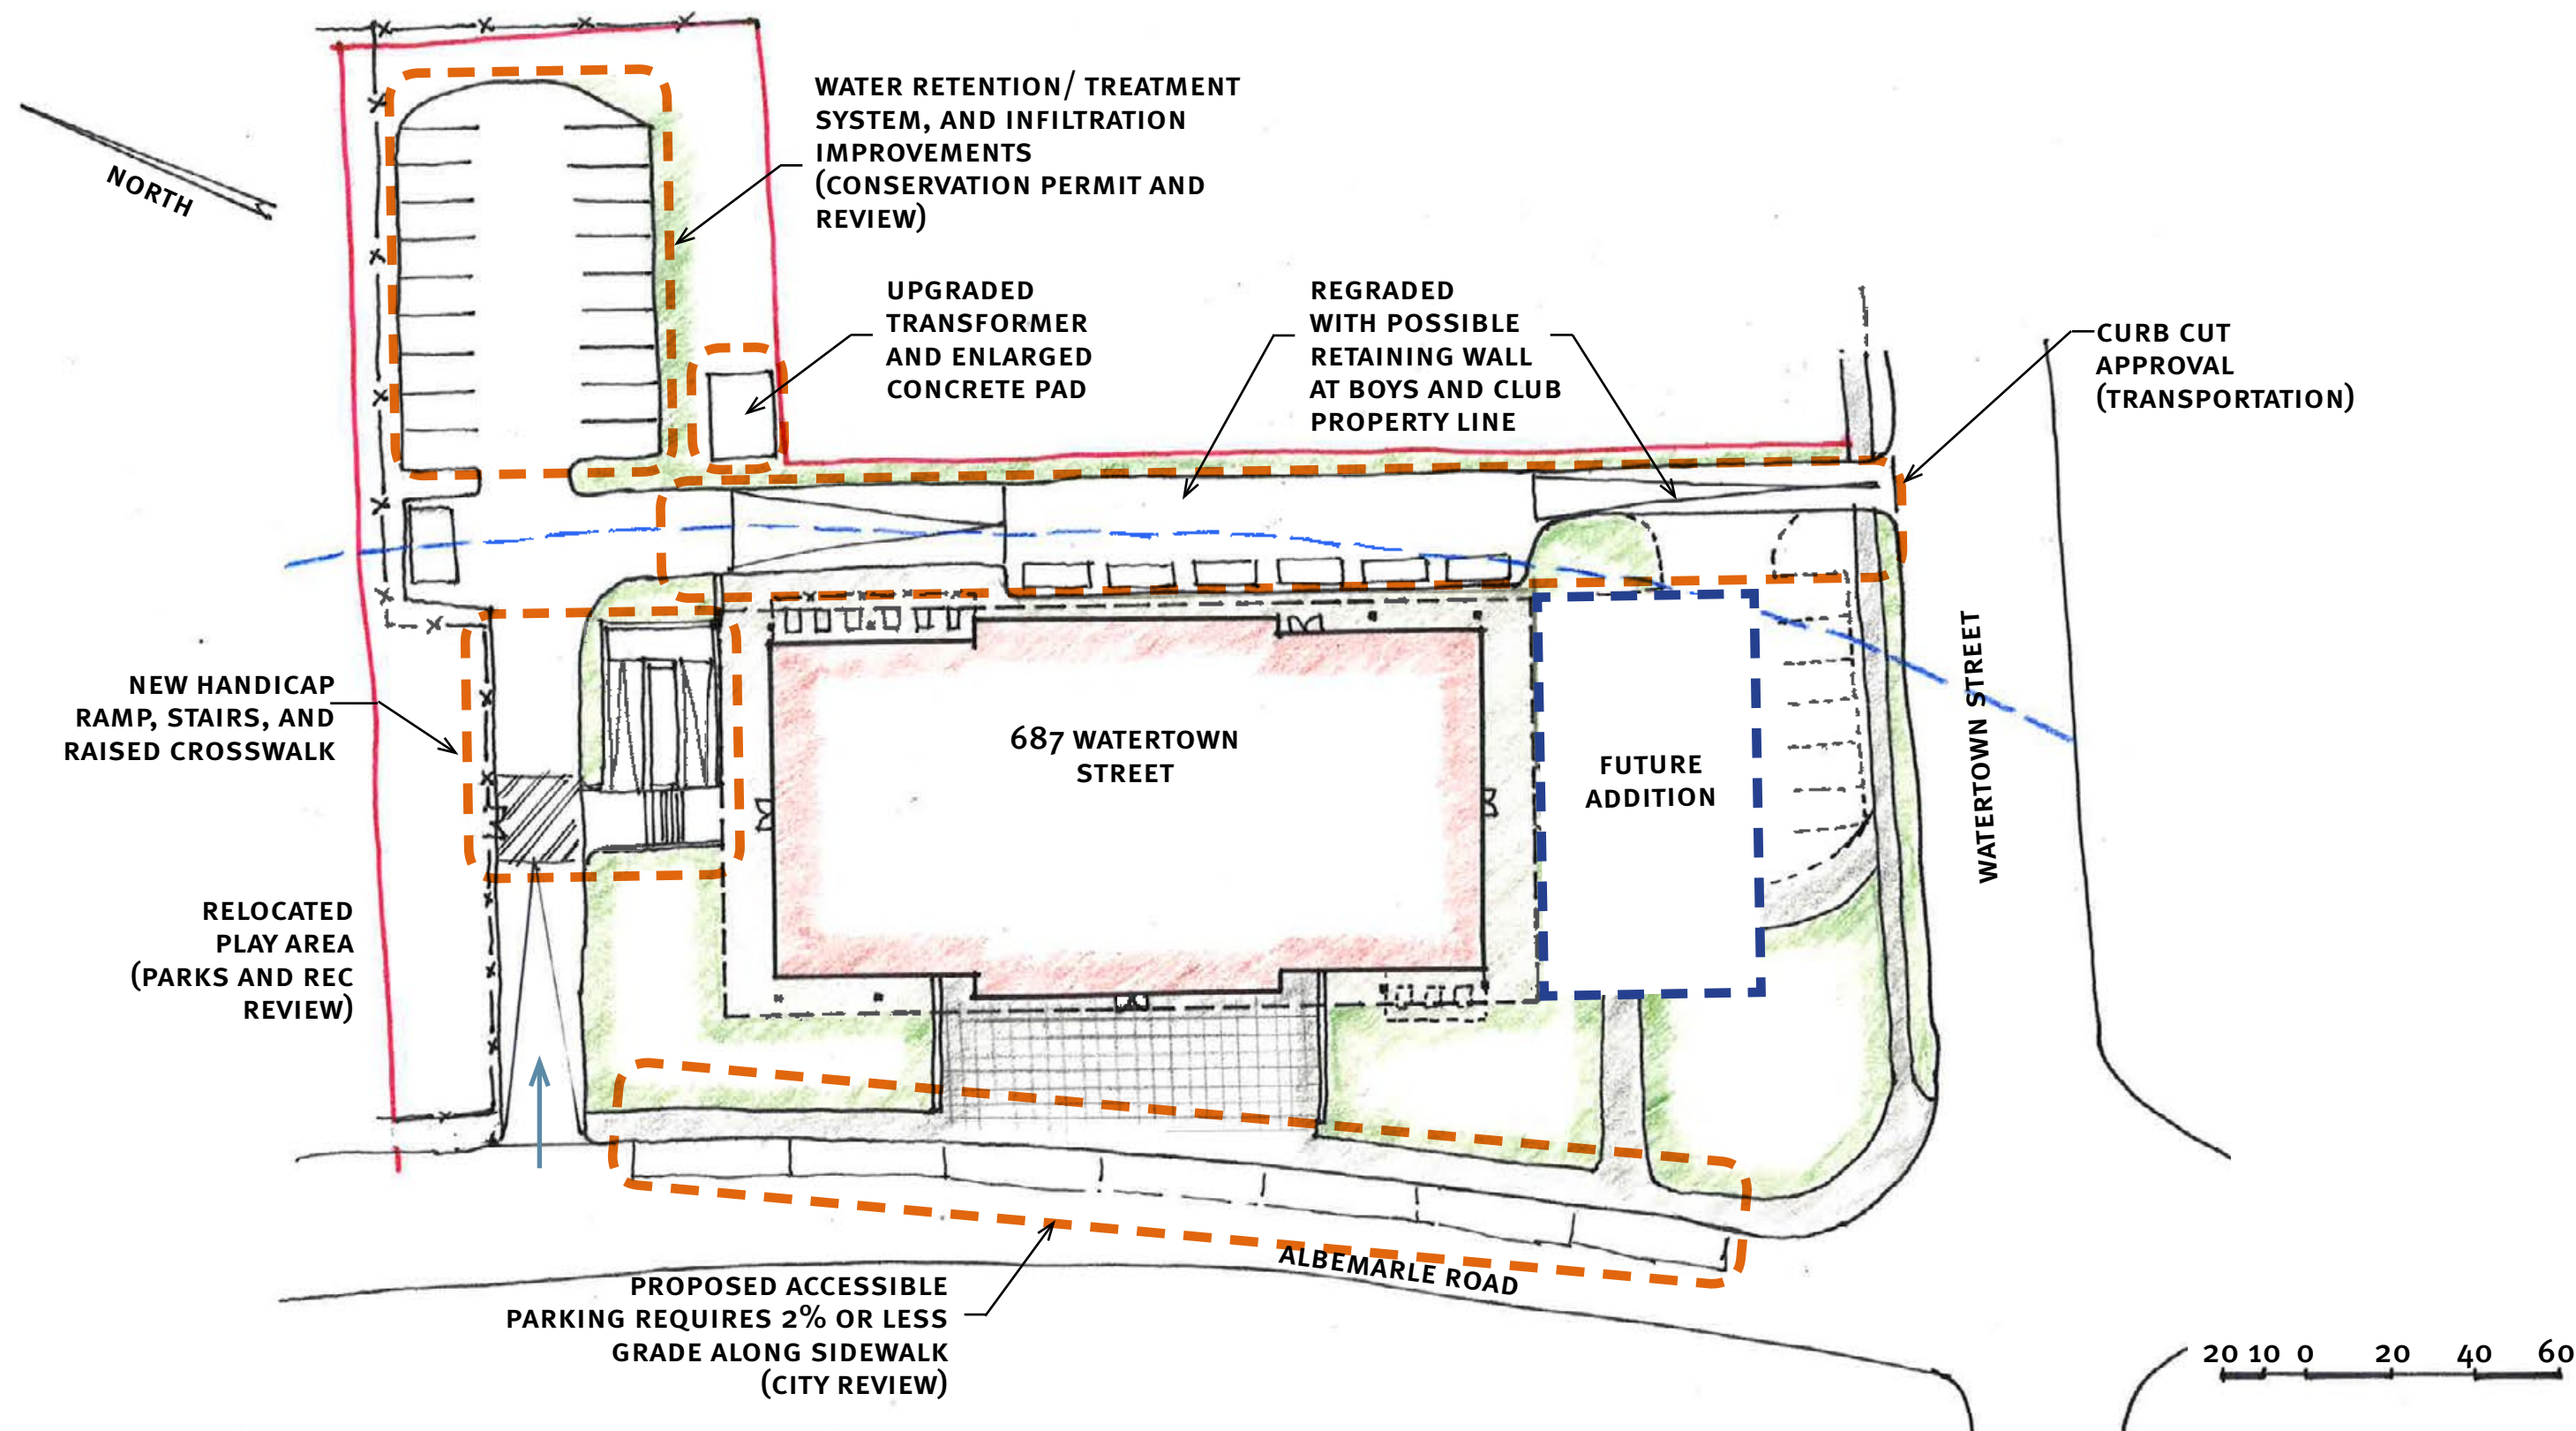 WATER RETENTION/ TREATMENT
SYSTEM, AND INFILTRATION
IMPROVEMENTS
(CONSERVATION PERMIT AND
REVIEW)
NORTH
UPGRADED
TRANSFORMER
AND ENLARGED
CONCRETE PAD
REGRADED
WITH POSSIBLE
RETAINING WALL
AT BOYS AND CLUB
PROPERTY LINE
CURB CUT
APPROVAL
(TRANSPORTATION)
NEW HANDICAP
RAMP, STAIRS, AND
RAISED CROSSWALK
687 WATERTOWN
STREET
FUTURE
ADDITION
WATERTOWN STREET
RELOCATED
PLAY AREA
(PARKS AND REC
REVIEW)
ALBEMARLE ROAD
PROPOSED ACCESSIBLE
PARKING REQUIRES 2% OR LESS
GRADE ALONG SIDEWALK
(CITY REVIEW)
20 10 0 20 40 60